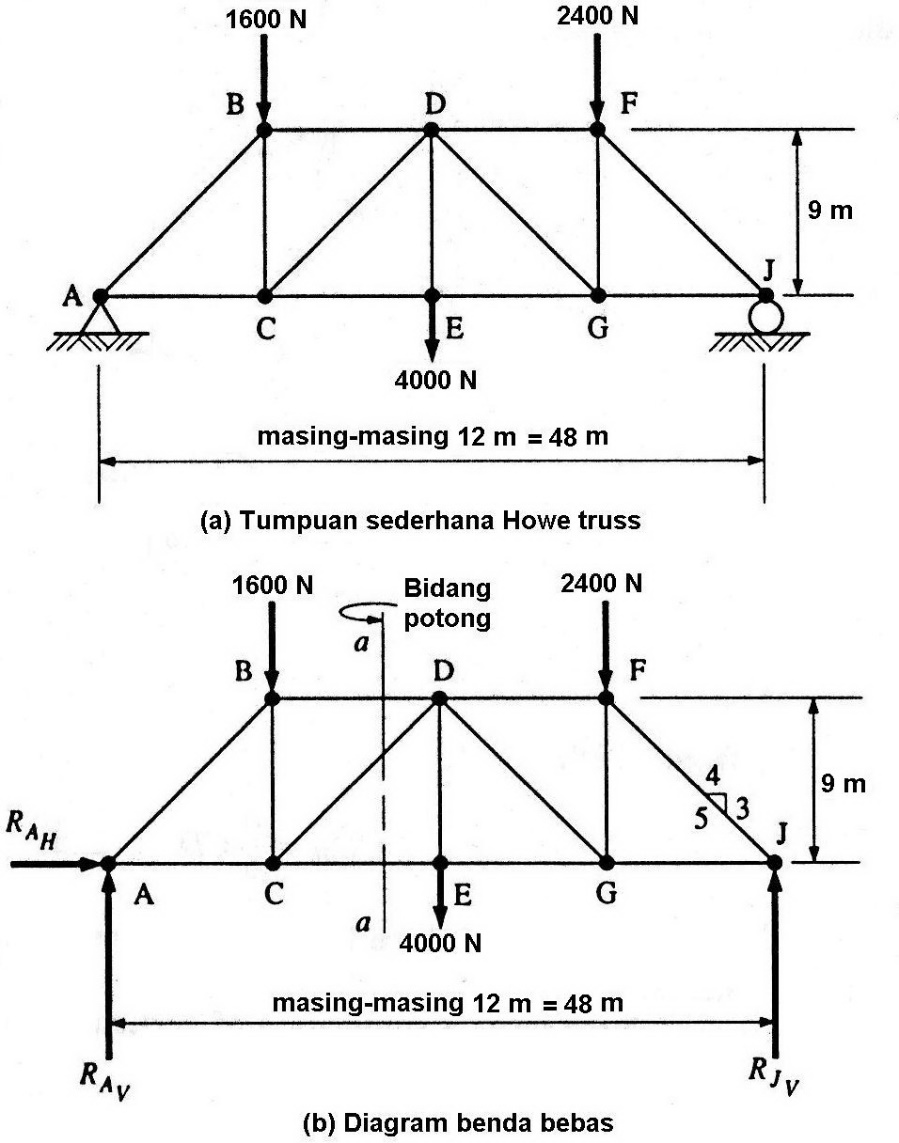 1600 N
2400 N
B
D
F
9 m
A
J
C
E
G
4000 N
masing-masing 12 m = 48 m
(a) Tumpuan sederhana Howe truss
1600 N
Bidang
potong
2400 N
a
B
D
F
4
9 m
5
3
R_{A_H}
J
A
C
E
G
a
4000 N
masing-masing 12 m = 48 m
R_{A_V}
R_{J_V}
(b) Diagram benda bebas